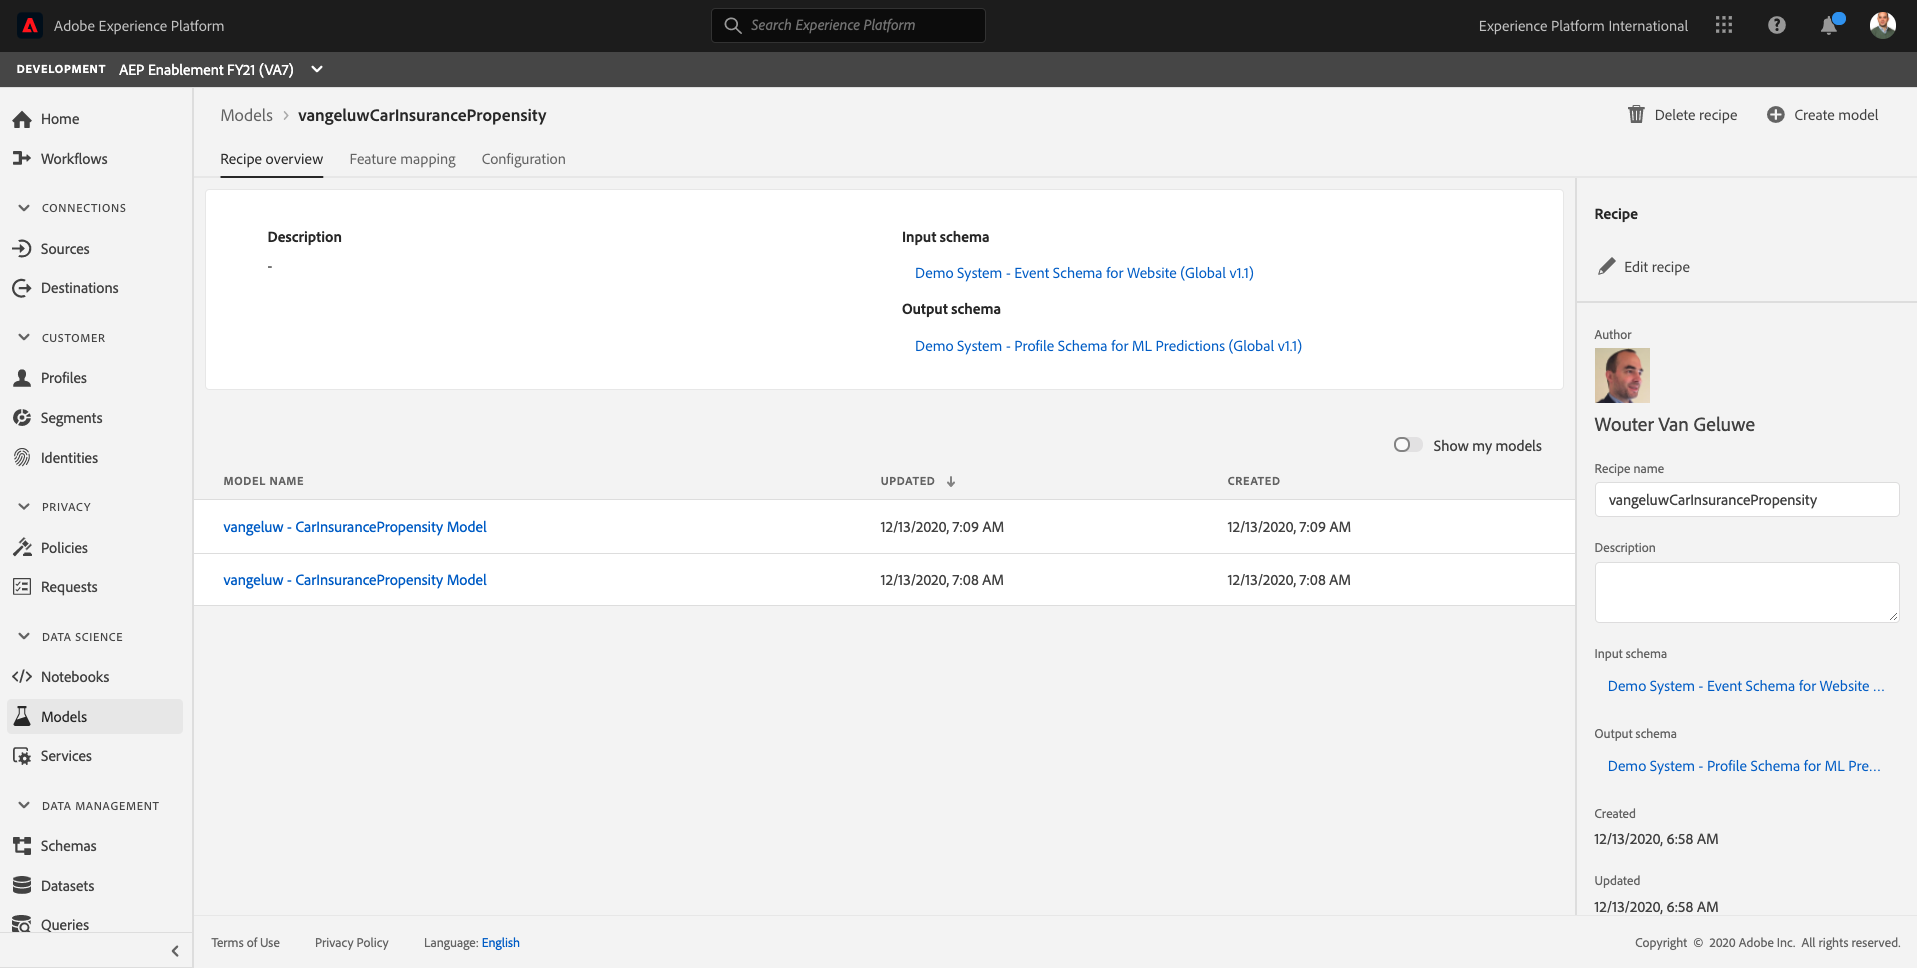 Adobe Experience Platform
Search Experience Platform
Experience Platform International
DEVELOPMENT AEP Enablement FY21 (VA7)
Home
Workflows
CONNECTIONS
Sources
Destinations
CUSTOMER
Profiles
Segments
Identities
PRIVACY
Policies
Requests
DATA SCIENCE
Notebooks
Models
Services
DATA MANAGEMENT
Schemas
Datasets
Queries
Models > vangeluwCarInsurancePropensity
Delete recipe
Create model
Recipe overview Feature mapping Configuration
Description
-
Input schema
Demo System - Event Schema for Website (Global v1.1)
Output schema
Demo System - Profile Schema for ML Predictions (Global v1.1)
Show my models
MODEL NAME UPDATED ↓ CREATED
vangeluw - CarInsurancePropensity Model 12/13/2020, 7:09 AM 12/13/2020, 7:09 AM
vangeluw - CarInsurancePropensity Model 12/13/2020, 7:08 AM 12/13/2020, 7:08 AM
Recipe
Edit recipe
Author
Wouter Van Geluwe
Recipe name
vangeluwCarInsurancePropensity
Description
Input schema
Demo System - Event Schema for Website ...
Output schema
Demo System - Profile Schema for ML Pre...
Created
12/13/2020, 6:58 AM
Updated
12/13/2020, 6:58 AM
Terms of Use Privacy Policy Language: English
Copyright © 2020 Adobe Inc. All rights reserved.